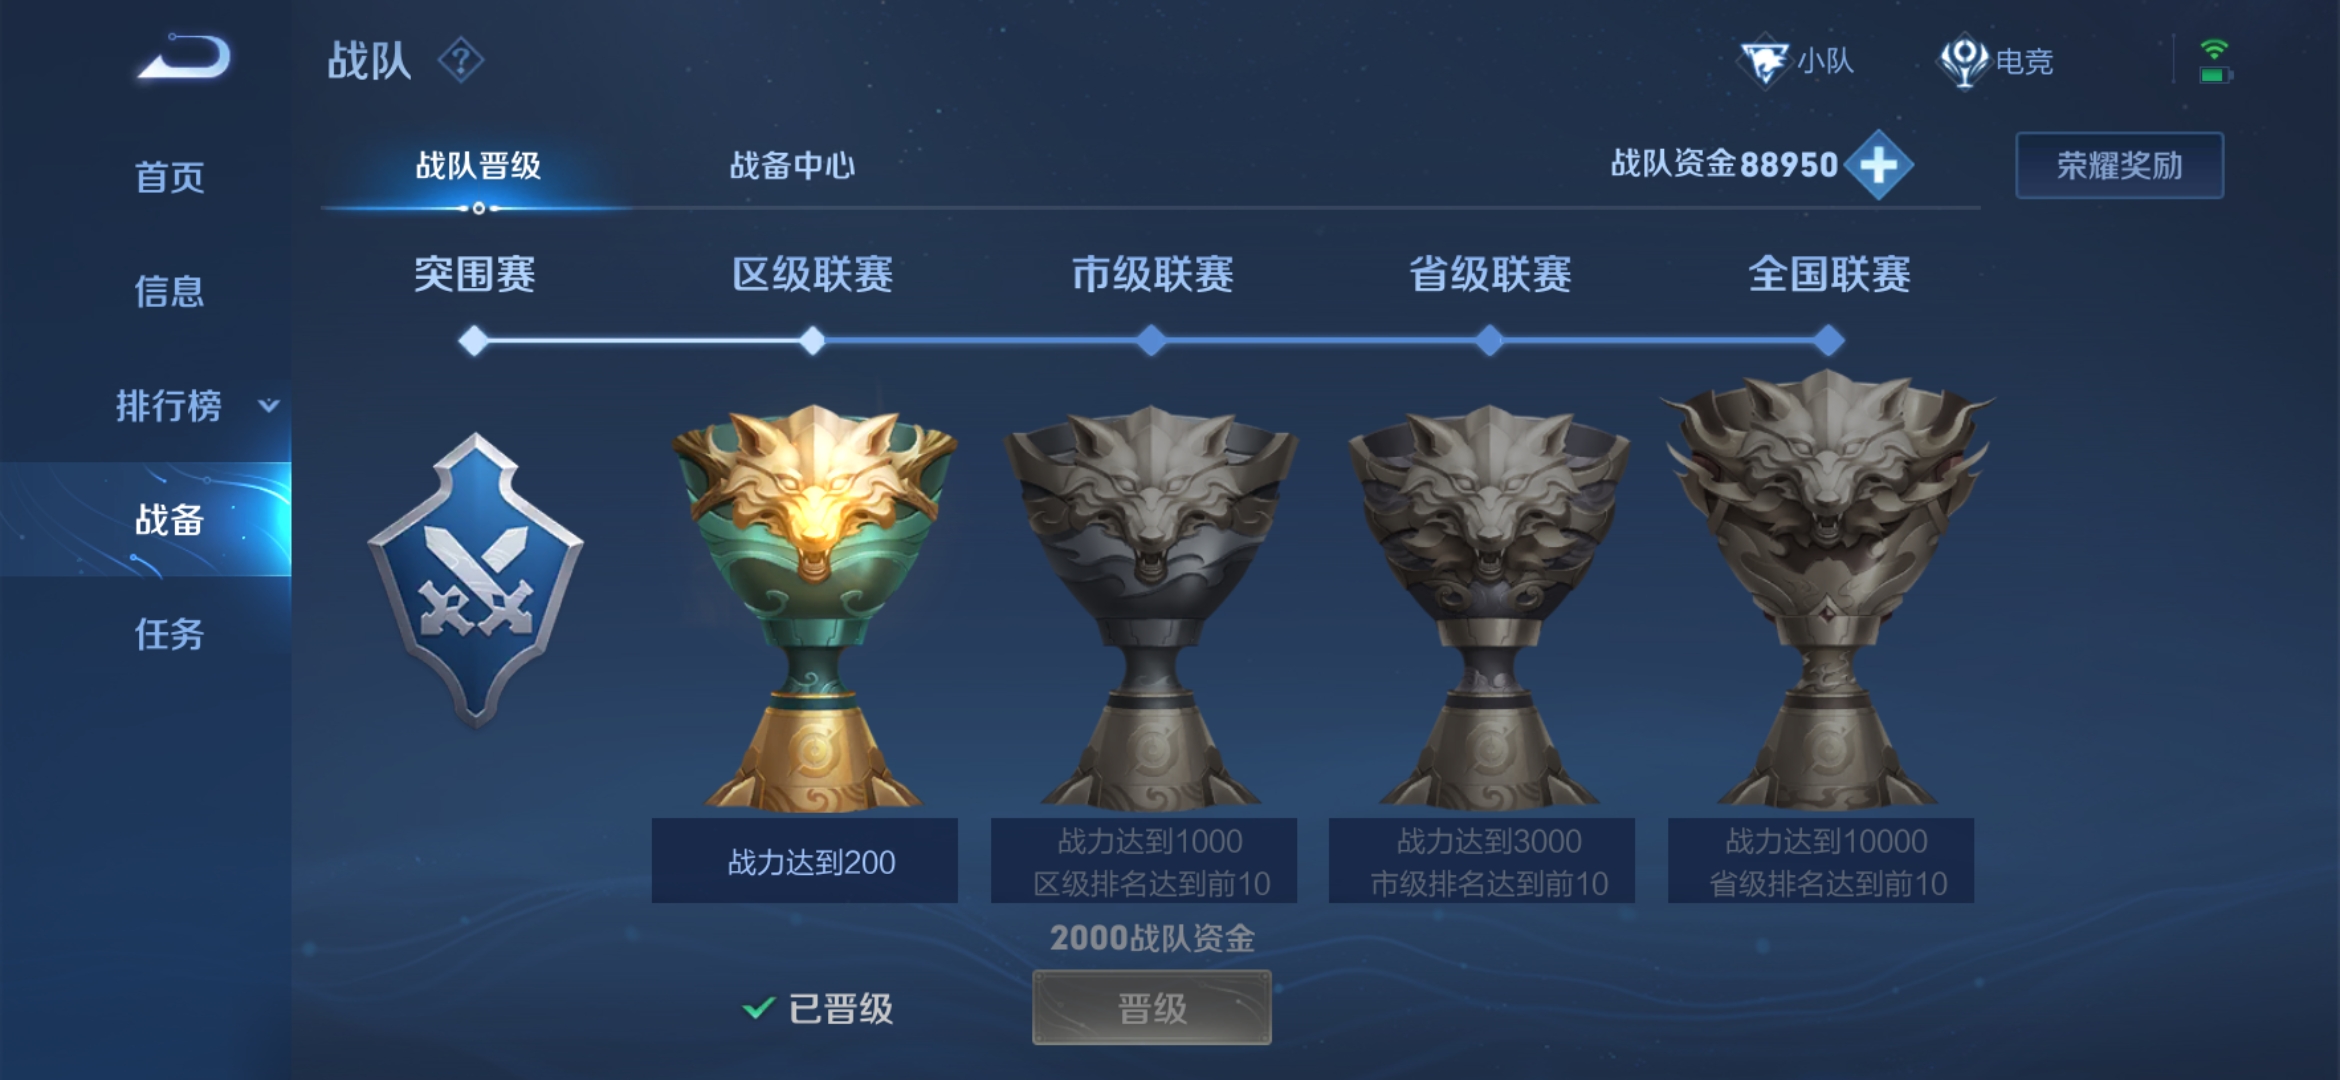 战队
小队
电竞
首页
信息
排行榜
战备
任务
战队晋级
战备中心
战队资金88950
荣耀奖励
突围赛
区级联赛
市级联赛
省级联赛
全国联赛
战力达到200
战力达到1000
区级排名达到前10
战力达到3000
市级排名达到前10
战力达到10000
省级排名达到前10
2000战队资金
已晋级
晋级